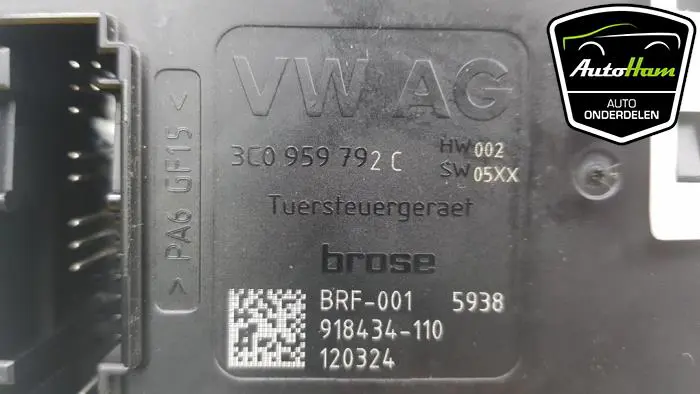 VW AG
3C0 959 792 C
HW 002
SW 05XX
Tuersteuergeraet
brose
BRF-001 5938
918434-110
120324
> PA6 GF15 <
AutoHam
AUTO
ONDERDELEN